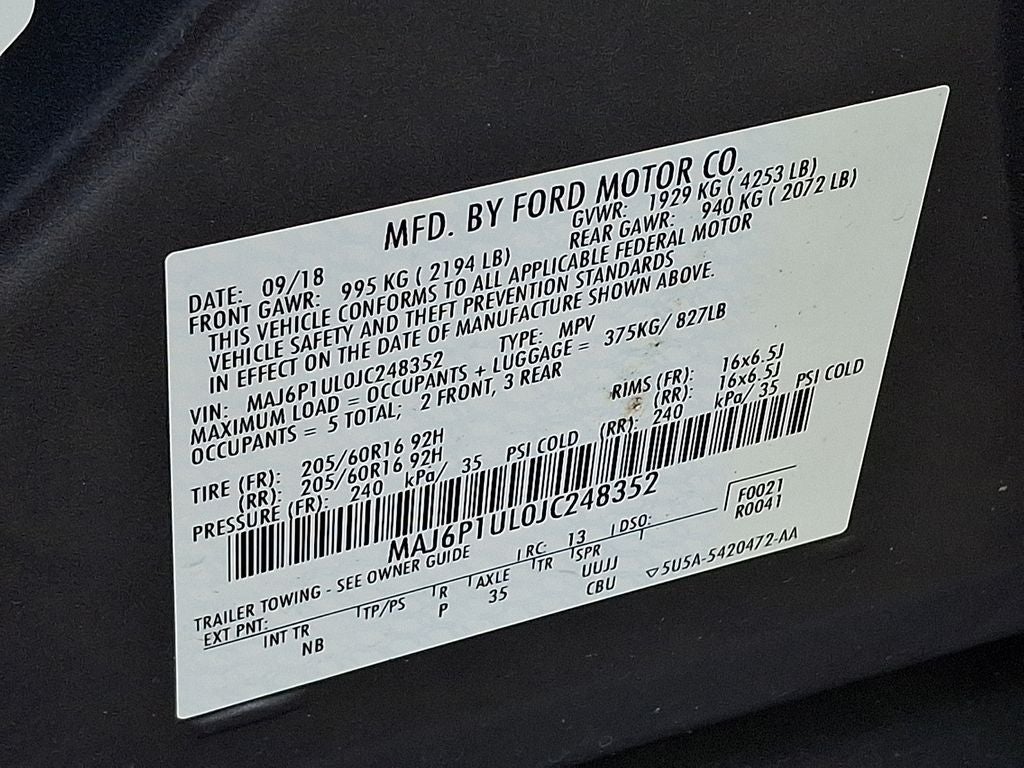 MFD. BY FORD MOTOR CO.
DATE: 09/18 GVWR: 1929 KG ( 4253 LB)
FRONT GAWR: 995 KG ( 2194 LB) REAR GAWR: 940 KG ( 2072 LB)
THIS VEHICLE CONFORMS TO ALL APPLICABLE FEDERAL MOTOR
VEHICLE SAFETY AND THEFT PREVENTION STANDARDS
IN EFFECT ON THE DATE OF MANUFACTURE SHOWN ABOVE.
VIN: MAJ6P1UL0JC248352 TYPE: MPV
MAXIMUM LOAD = OCCUPANTS + LUGGAGE = 375KG/ 827LB
OCCUPANTS = 5 TOTAL; 2 FRONT, 3 REAR
TIRE (FR): 205/60R16 92H RIMS (FR): 16x6.5J
(RR): 205/60R16 92H (RR): 16x6.5J
PRESSURE (FR): 240 kPa/ 35 PSI COLD (RR): 240 kPa/ 35 PSI COLD
MAJ6P1UL0JC248352
TRAILER TOWING - SEE OWNER GUIDE
EXT PNT: RC: 13 DSO: F0021
R0041
INT TR TP/PS R AXLE TR SPR
NB P 35 UUJJ
CBU
▽5U5A-5420472-AA